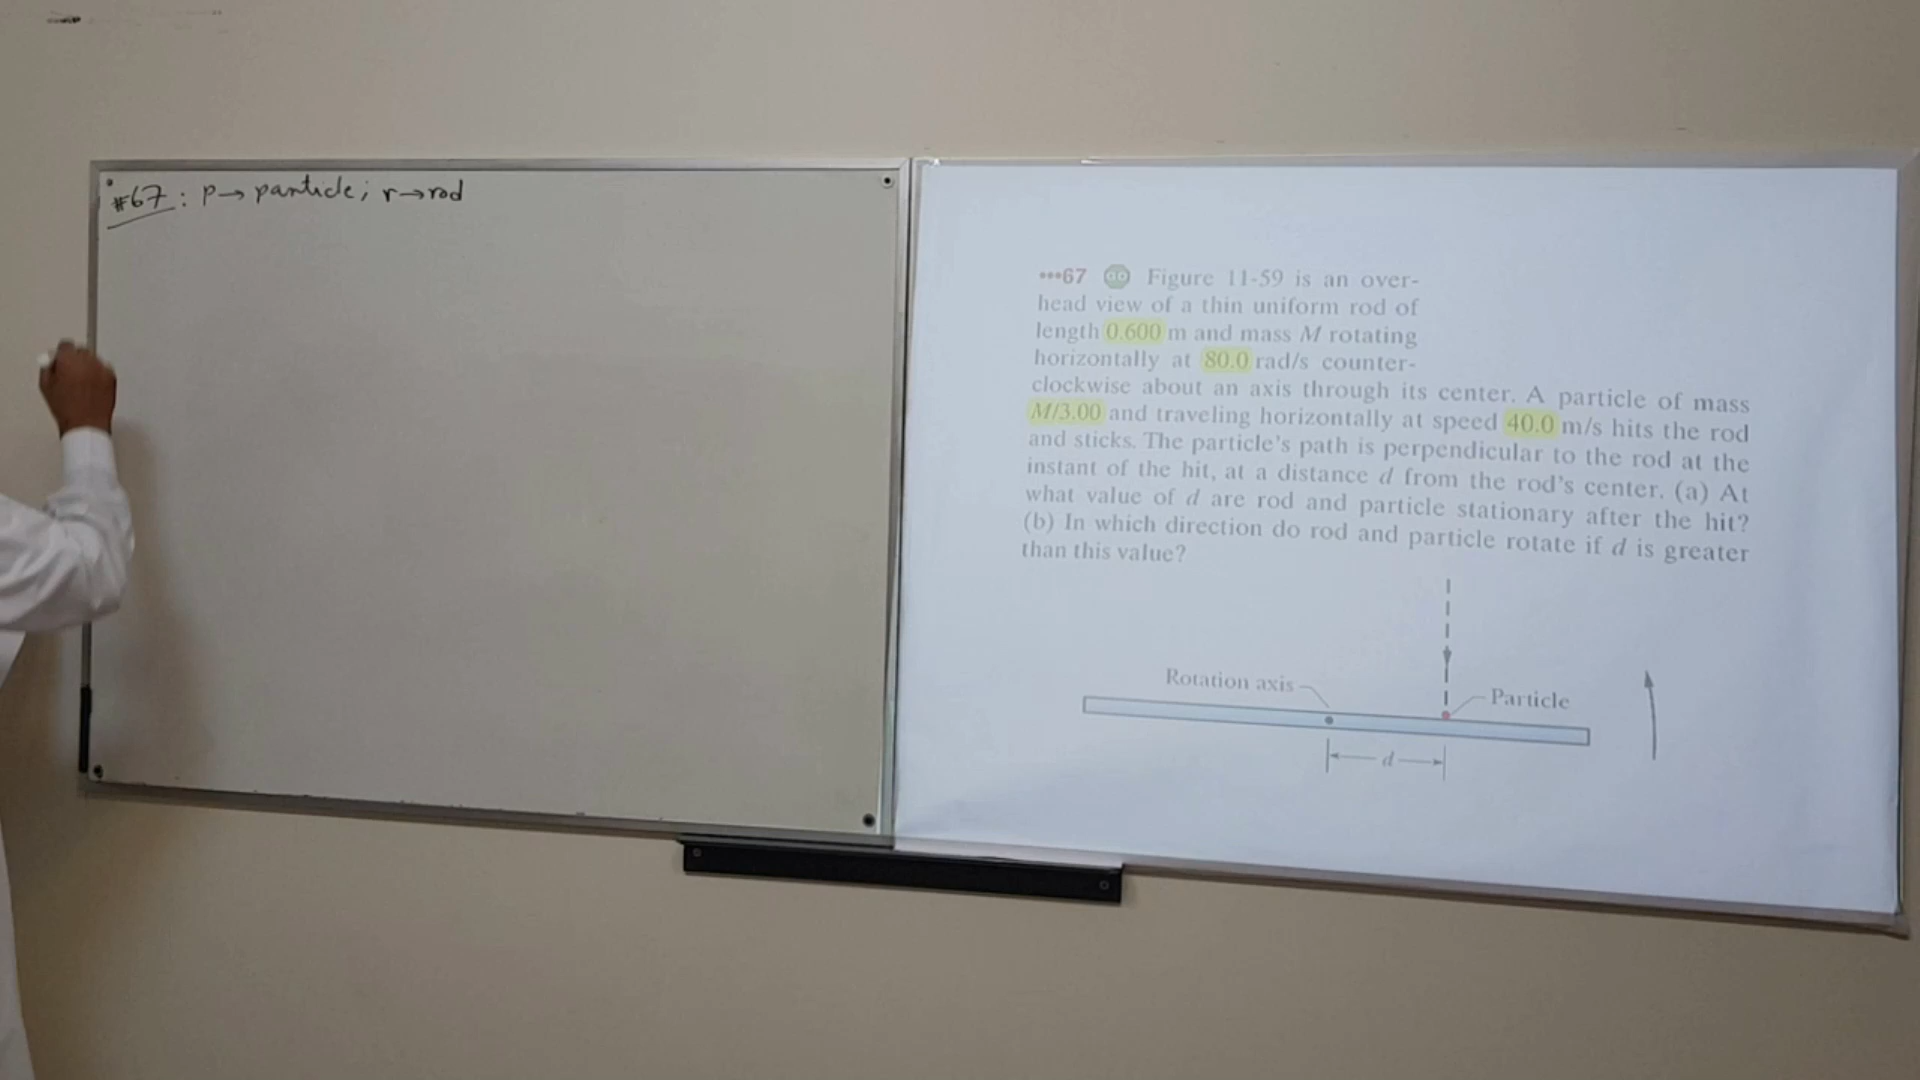 #67 : p→ particle; r→rod
•••67 GO Figure 11-59 is an over-
head view of a thin uniform rod of
length 0.600 m and mass M rotating
horizontally at 80.0 rad/s counter-
clockwise about an axis through its center. A particle of mass
M/3.00 and traveling horizontally at speed 40.0 m/s hits the rod
and sticks. The particle's path is perpendicular to the rod at the
instant of the hit, at a distance d from the rod's center. (a) At
what value of d are rod and particle stationary after the hit?
(b) In which direction do rod and particle rotate if d is greater
than this value?
Rotation axis
Particle
d